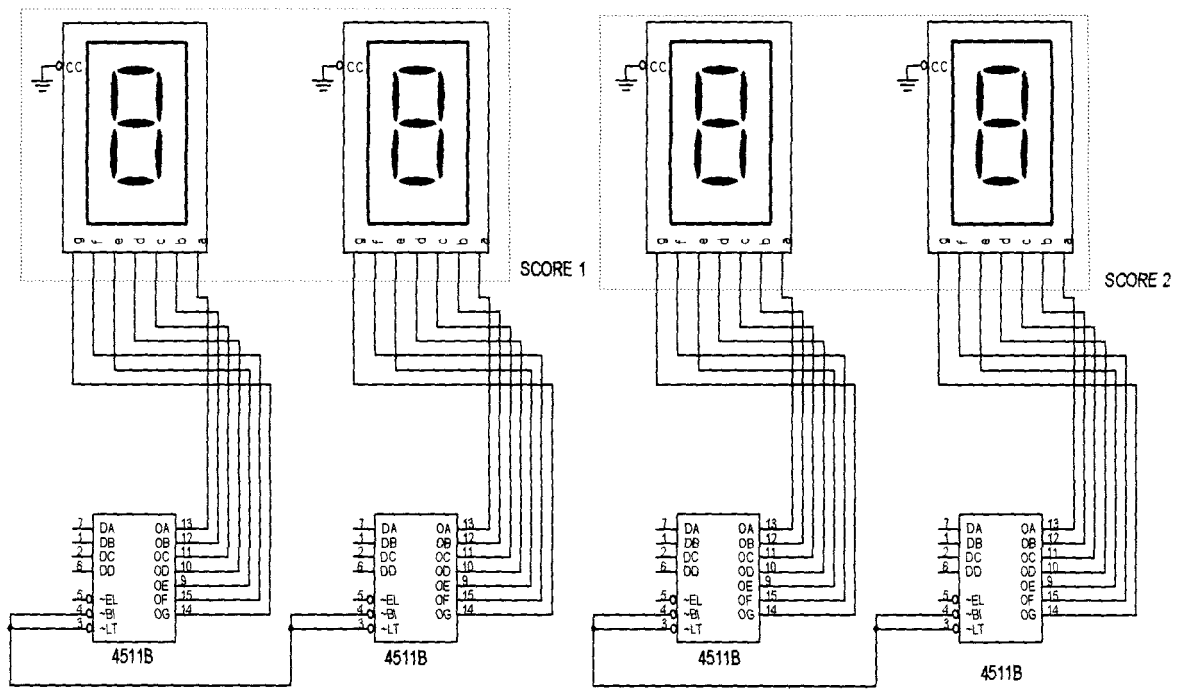 CC CC CC CC
g f e d c b a g f e d c b a g f e d c b a g f e d c b a
SCORE 1
SCORE 2
7 DA OA 13 7 DA OA 13 7 DA OA 13 7 DA OA 13
1 DB OB 12 1 DB OB 12 1 DB OB 12 1 DB OB 12
2 DC OC 11 2 DC OC 11 2 DC OC 11 2 DC OC 11
6 DD OD 10 6 DD OD 10 6 DD OD 10 6 DD OD 10
OE 9 OE 9 OE 9 OE 9
5 ~EL OF 15 5 ~EL OF 15 5 ~EL OF 15 5 ~EL OF 15
4 ~BI OG 14 4 ~BI OG 14 4 ~BI OG 14 4 ~BI OG 14
3 ~LT 3 ~LT 3 ~LT 3 ~LT
4511B 4511B 4511B 4511B